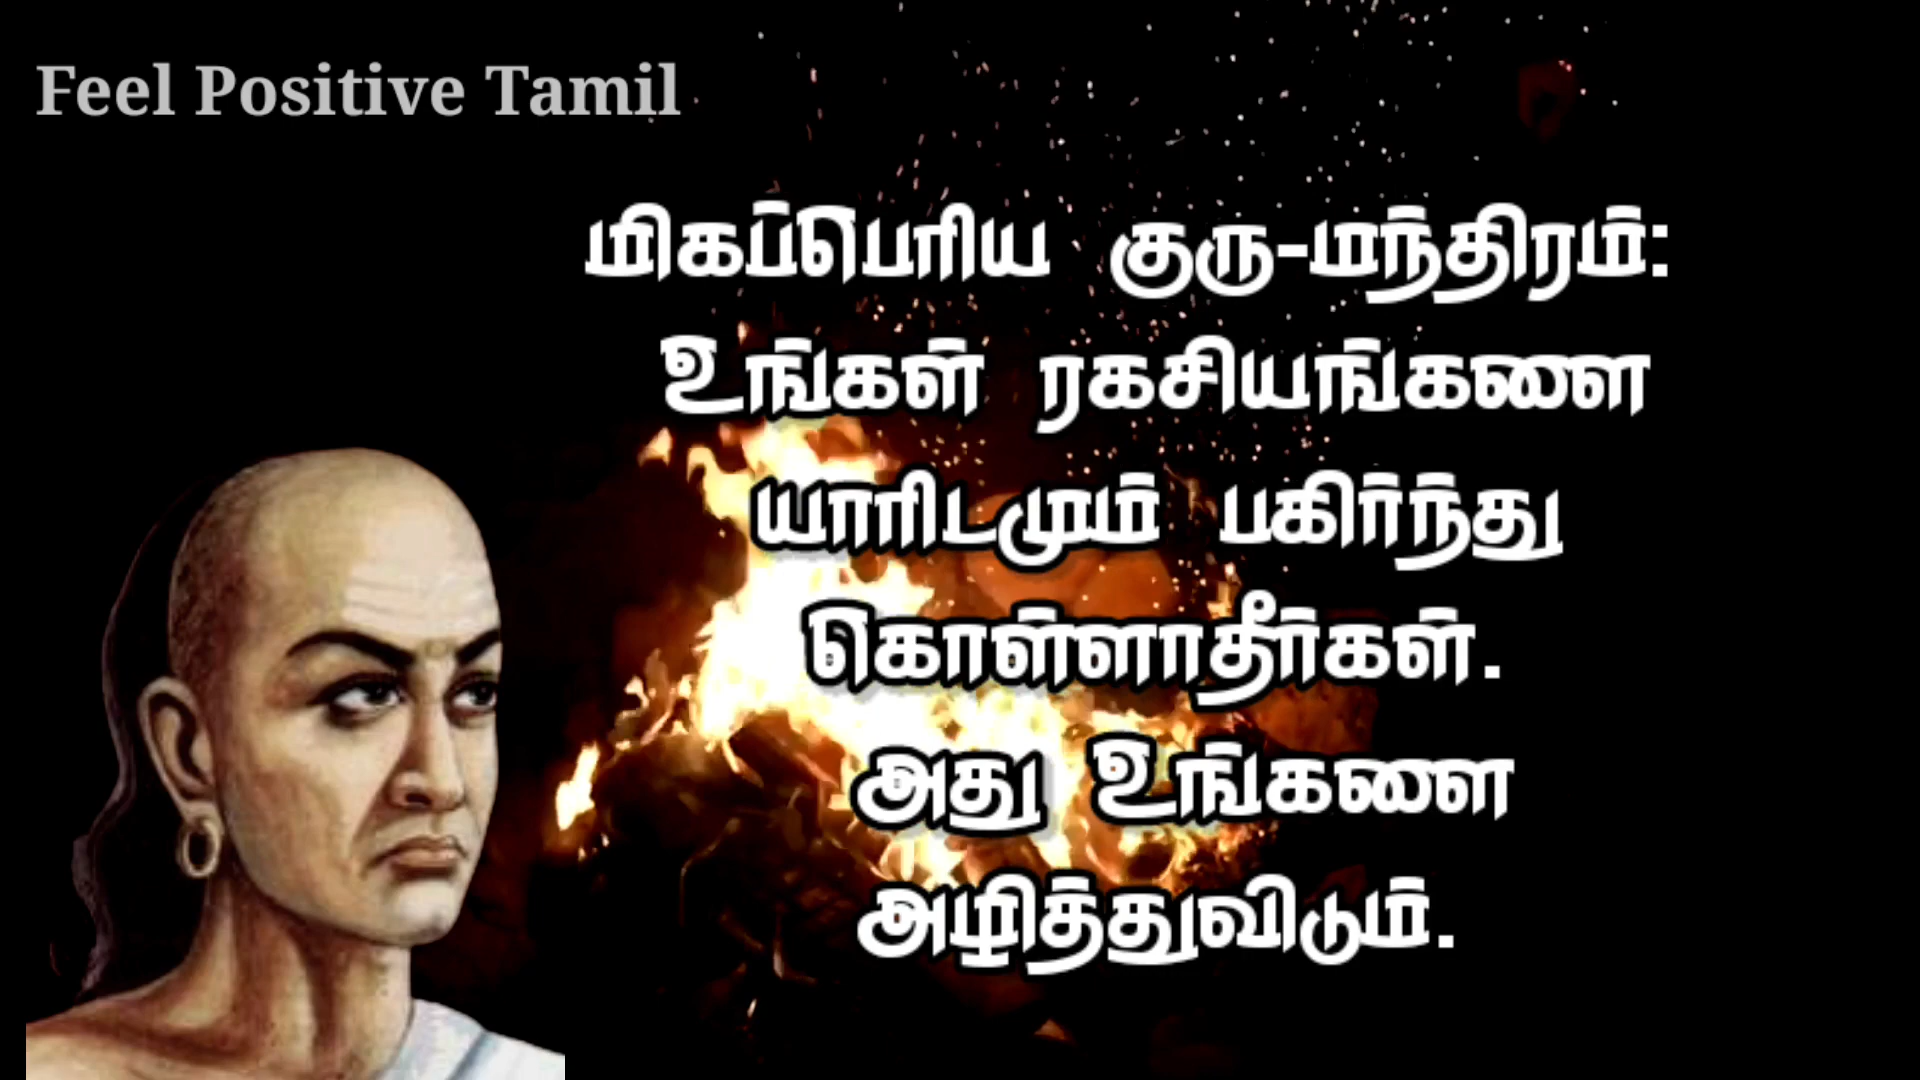 Feel Positive Tamil
மிகப்பெரிய குரு-மந்திரம்:
உங்கள் ரகசியங்களை
யாரிடமும் பகிர்ந்து
கொள்ளாதீர்கள்.
அது உங்களை
அழித்துவிடும்.